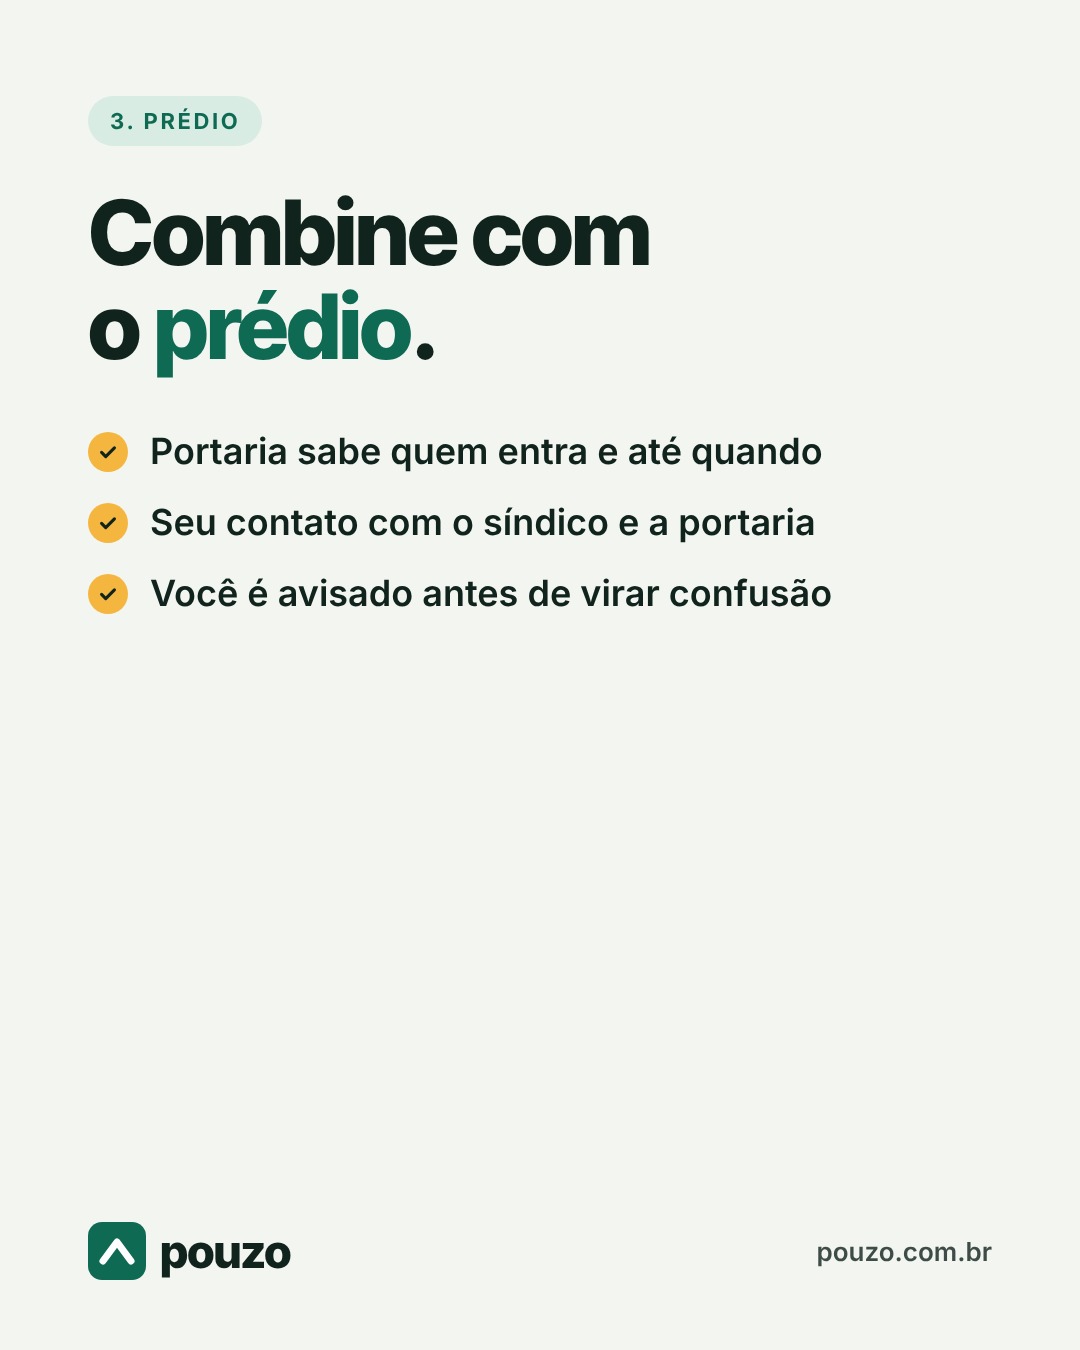 3. PRÉDIO
Combine com
o prédio.
Portaria sabe quem entra e até quando
Seu contato com o síndico e a portaria
Você é avisado antes de virar confusão
pouzo
pouzo.com.br